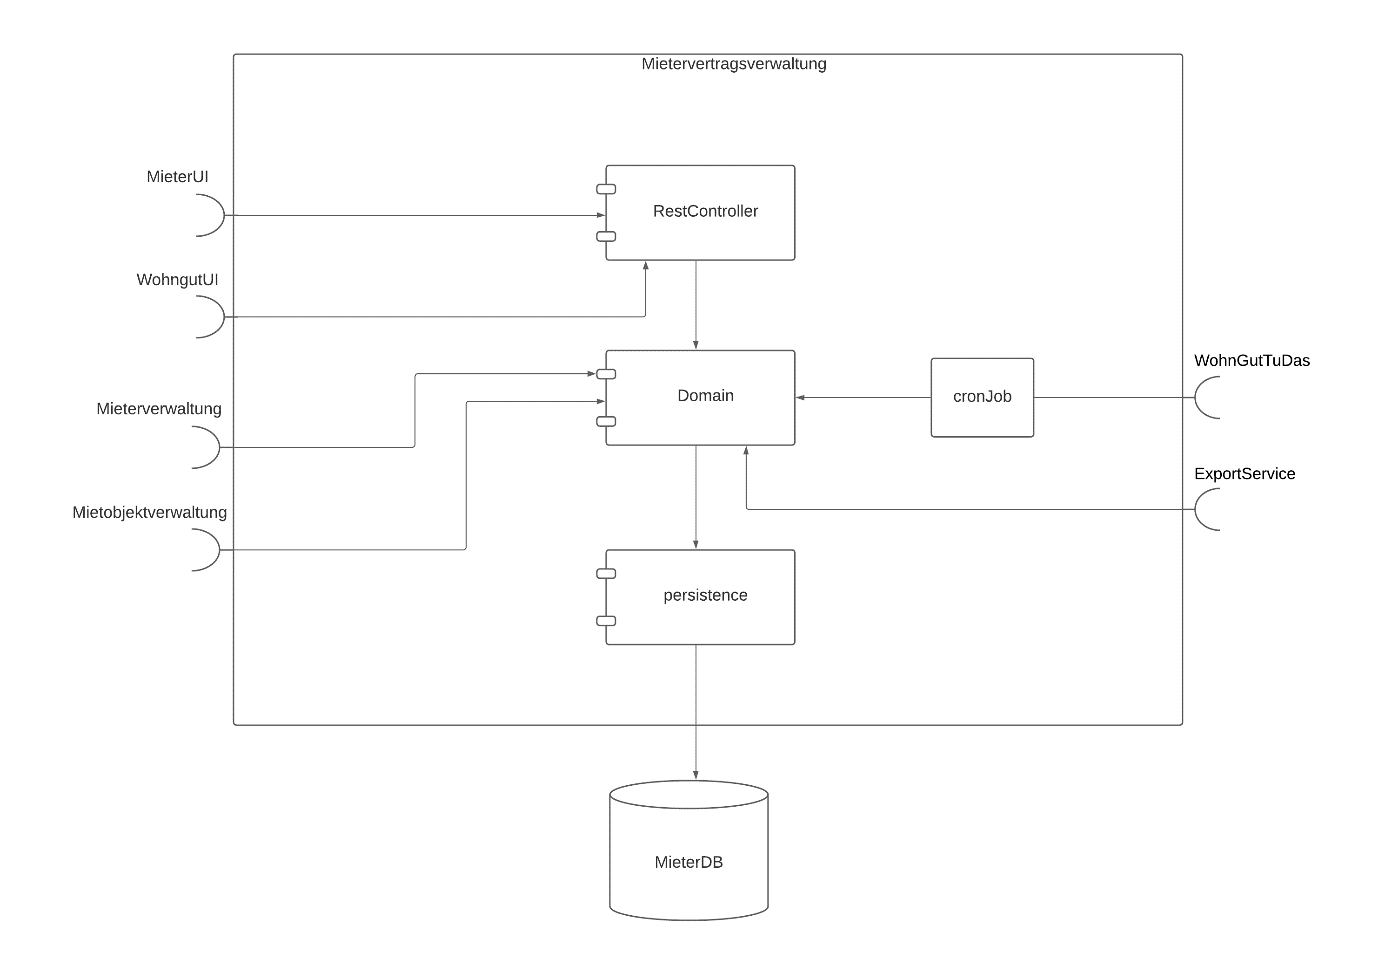 Mietervertragsverwaltung
MieterUI
RestController
WohngutUI
WohnGutTuDas
Domain
cronJob
Mieterverwaltung
ExportService
Mietobjektverwaltung
persistence
MieterDB